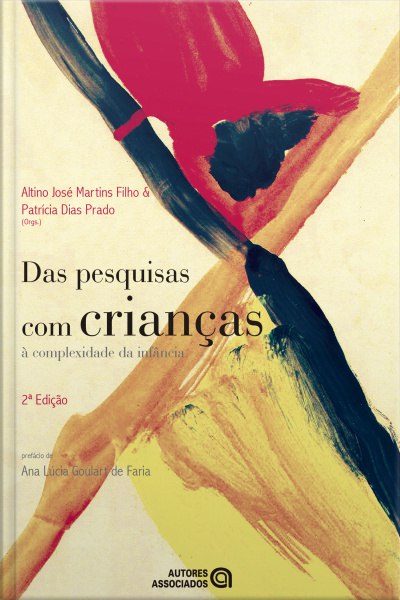 Altino José Martins Filho &
Patrícia Dias Prado
(Orgs.)
Das pesquisas
com crianças
à complexidade da infância
2ª Edição
prefácio de
Ana Lúcia Goulart de Faria
AUTORES
ASSOCIADOS